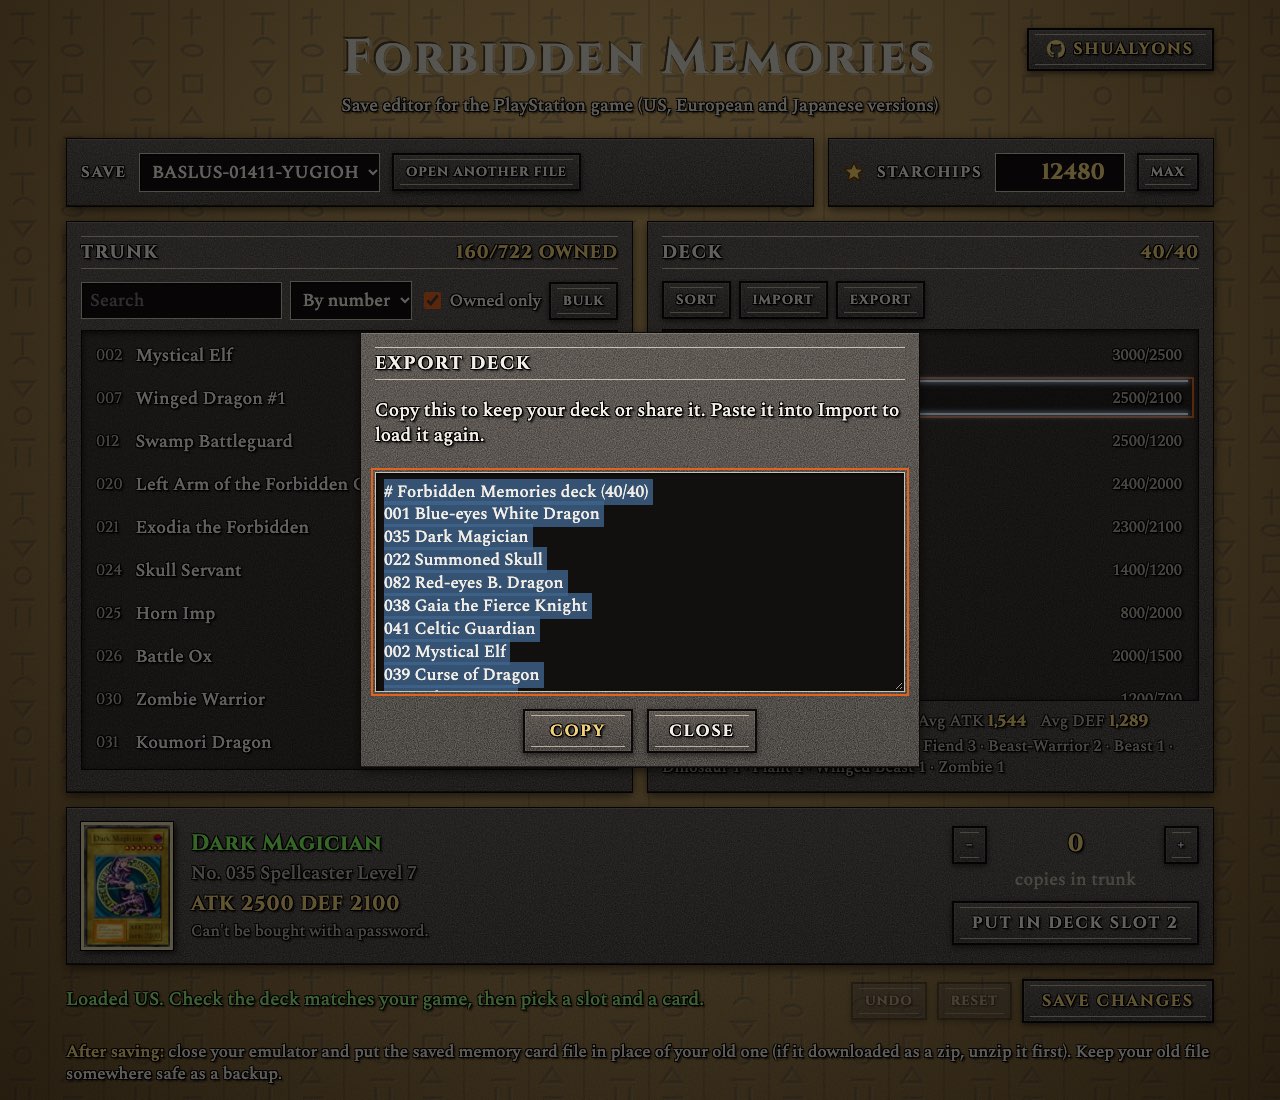 Forbidden Memories
SHUALYONS
Save editor for the PlayStation game (US, European and Japanese versions)
SAVE
BASLUS-01411-YUGIOH
OPEN ANOTHER FILE
STARCHIPS
12480
MAX
TRUNK
160/722 OWNED
Search
By number
Owned only
BULK
002 Mystical Elf
007 Winged Dragon #1
012 Swamp Battleguard
020 Left Arm of the Forbidden
021 Exodia the Forbidden
024 Skull Servant
025 Horn Imp
026 Battle Ox
030 Zombie Warrior
031 Koumori Dragon
DECK
40/40
SORT
IMPORT
EXPORT
3000/2500
2500/2100
2500/1200
2400/2000
2300/2100
1400/1200
800/2000
2000/1500
1200/700
Avg ATK 1,544 Avg DEF 1,289
Fiend 3 · Beast-Warrior 2 · Beast 1 ·
Dinosaur 1 · Plant 1 · Winged Beast 1 · Zombie 1
EXPORT DECK
Copy this to keep your deck or share it. Paste it into Import to
load it again.
# Forbidden Memories deck (40/40)
001 Blue-eyes White Dragon
035 Dark Magician
022 Summoned Skull
082 Red-eyes B. Dragon
038 Gaia the Fierce Knight
041 Celtic Guardian
002 Mystical Elf
039 Curse of Dragon
COPY
CLOSE
Dark Magician
DARK MAGICIAN
No. 035 Spellcaster Level 7
ATK 2500 DEF 2100
Can't be bought with a password.
-
0
+
copies in trunk
PUT IN DECK SLOT 2
Loaded US. Check the deck matches your game, then pick a slot and a card.
UNDO
RESET
SAVE CHANGES
After saving: close your emulator and put the saved memory card file in place of your old one (if it downloaded as a zip, unzip it first). Keep your old file
somewhere safe as a backup.